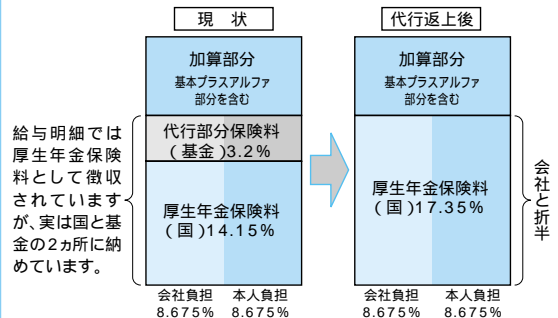 現　状
加算部分
基本プラスアルファ
部分を含む
代行部分保険料
(基金)3.2%
厚生年金保険料
(国)14.15%
会社負担
8.675%
本人負担
8.675%
給与明細では
厚生年金保険
料として徴収
されています
が、実は国と基
金の2ヵ所に納
めています。
代行返上後
加算部分
基本プラスアルファ
部分を含む
厚生年金保険料
(国)17.35%
会社負担
8.675%
本人負担
8.675%
会社と折半